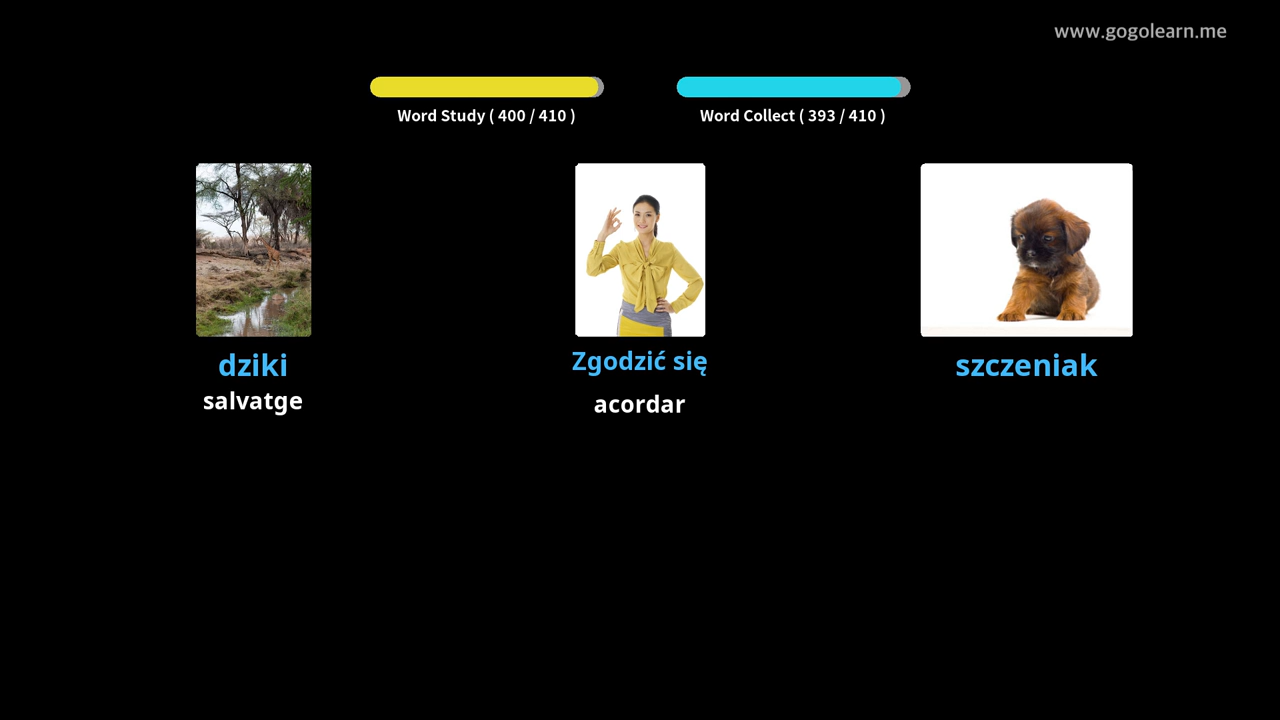 www.gogolearn.me
Word Study ( 400 / 410 )
Word Collect ( 393 / 410 )
dziki
salvatge
Zgodzić się
acordar
szczeniak